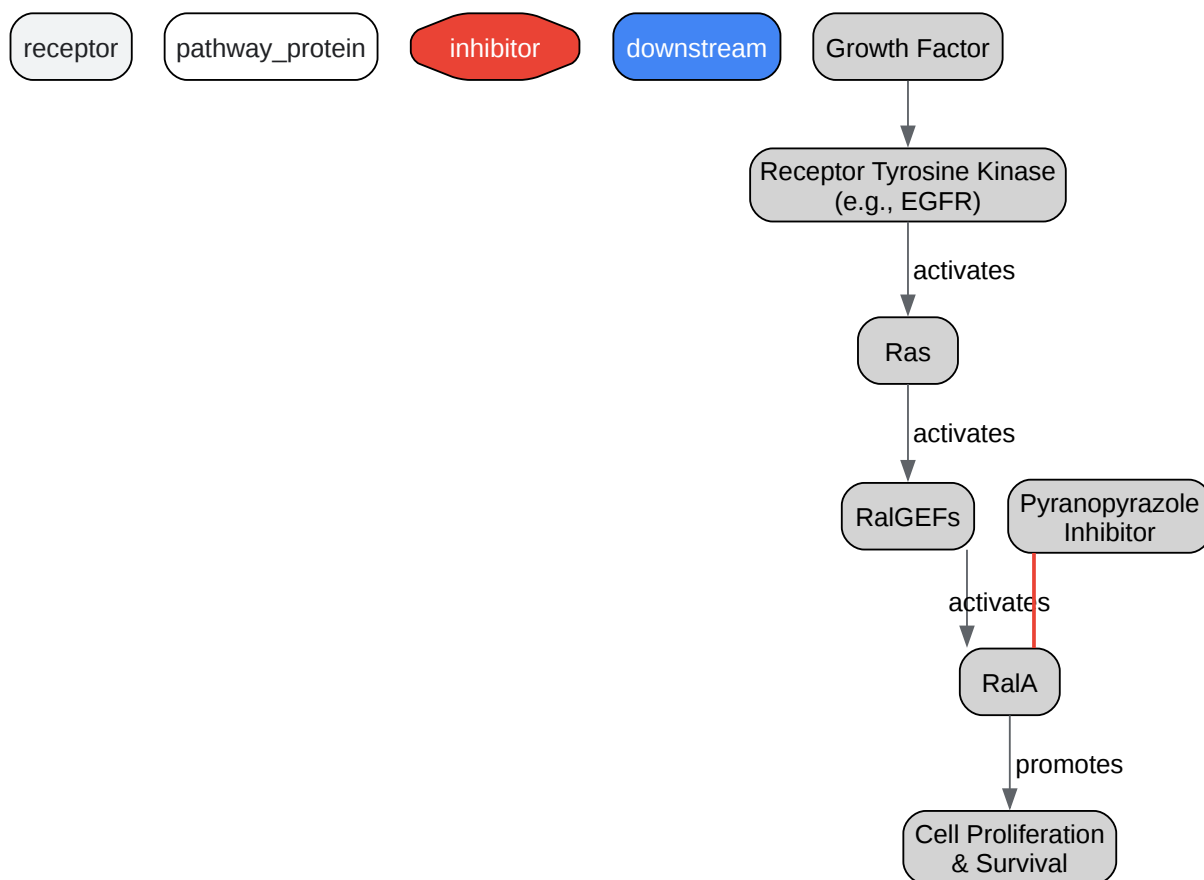 receptor
pathway_protein
inhibitor
downstream
Growth Factor
Receptor Tyrosine Kinase
(e.g., EGFR)
activates
Ras
activates
RalGEFs
Pyranopyrazole
Inhibitor
activates
RalA
promotes
Cell Proliferation
& Survival